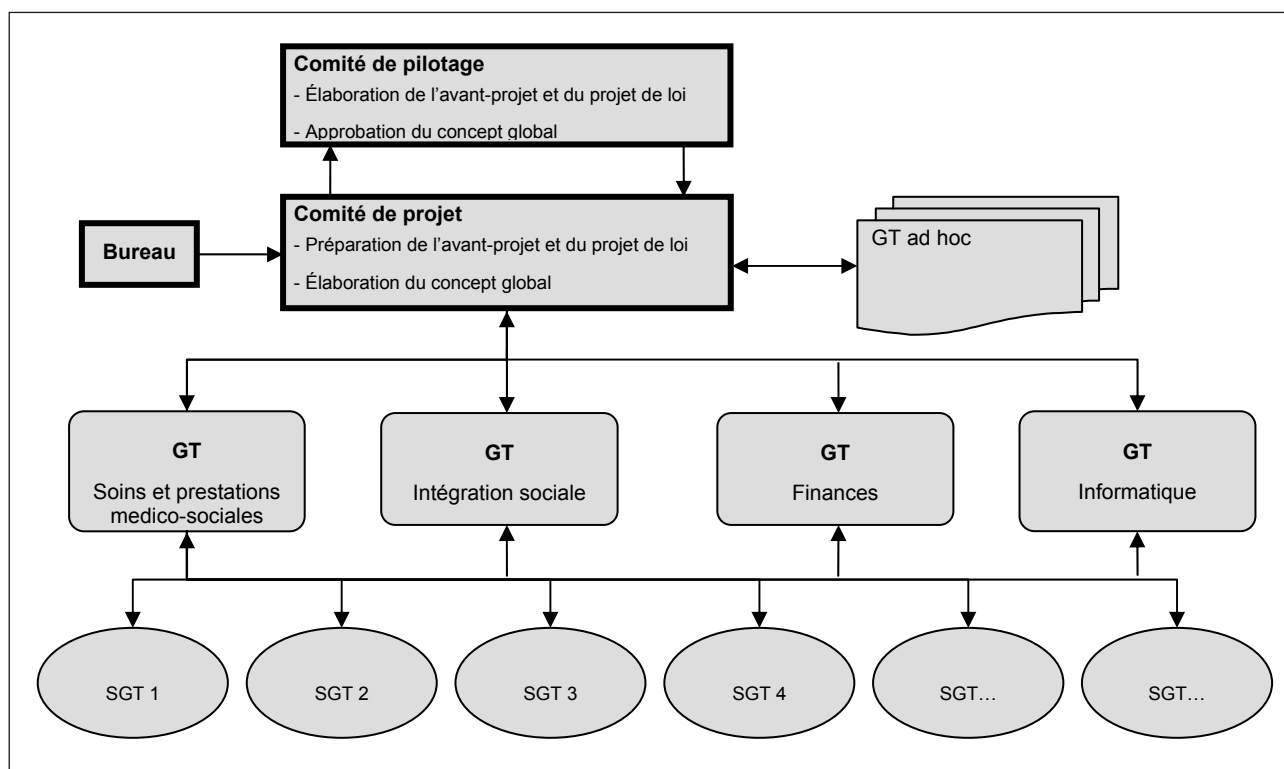 Comité de pilotage
- Élaboration de l’avant-projet et du projet de loi
- Approbation du concept global
Comité de projet
- Préparation de l’avant-projet et du projet de loi
- Élaboration du concept global
Bureau
GT ad hoc
GT
Soins et prestations
medico-sociales
GT
Intégration sociale
GT
Finances
GT
Informatique
SGT 1
SGT 2
SGT 3
SGT 4
SGT…
SGT…